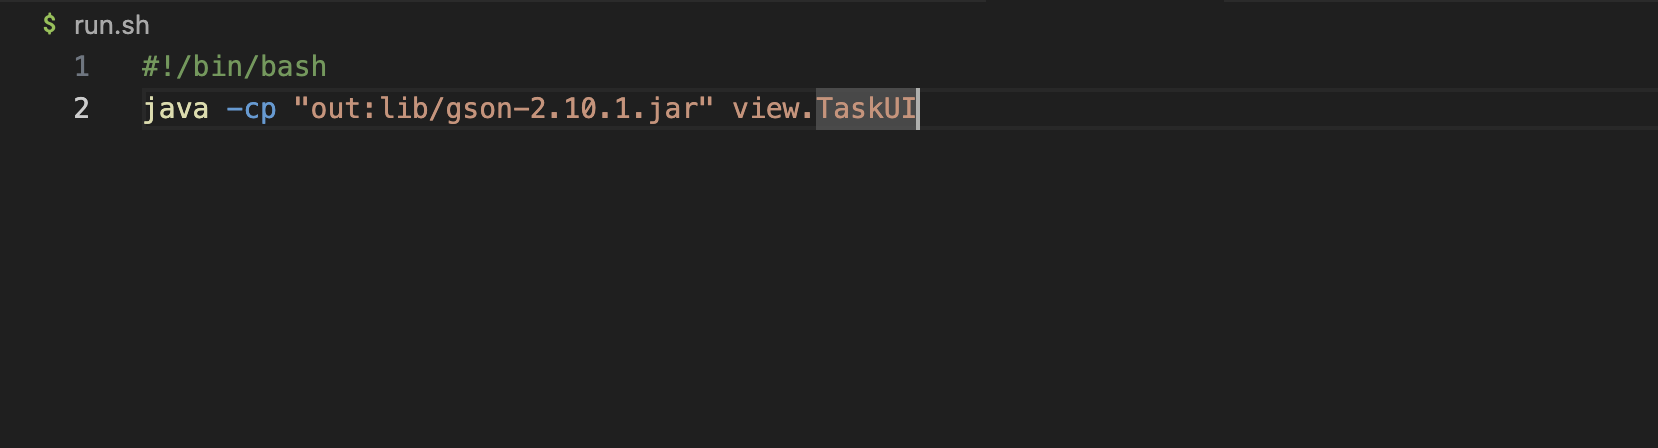 $ run.sh
1 #!/bin/bash
2 java -cp "out:lib/gson-2.10.1.jar" view.TaskUI